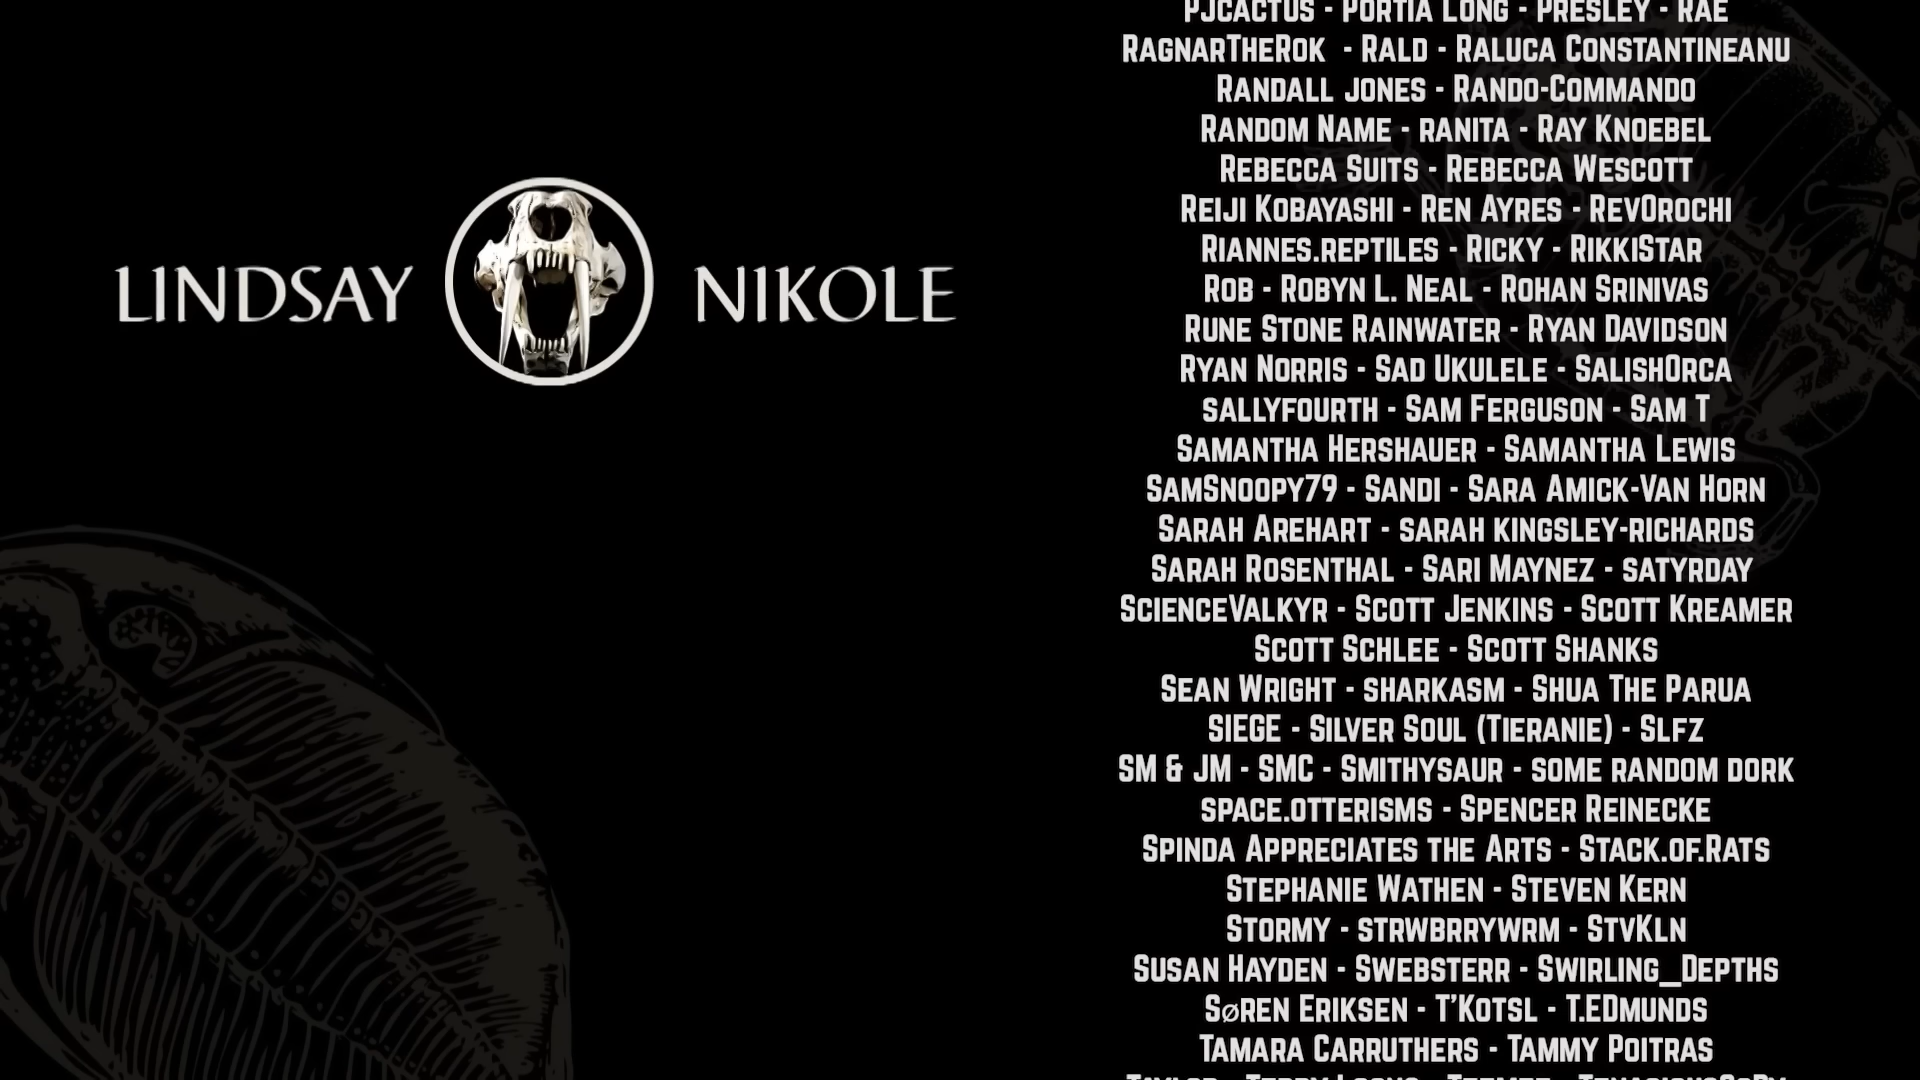 LINDSAY NIKOLE
PJCACTUS - PORTIA LONG - PRESLEY - RAE
RAGNARTHEROK - RALD - RALUCA CONSTANTINEANU
RANDALL JONES - RANDO-COMMANDO
RANDOM NAME - RANITA - RAY KNOEBEL
REBECCA SUITS - REBECCA WESCOTT
REIJI KOBAYASHI - REN AYRES - REVOROCHI
RIANNES.REPTILES - RICKY - RIKKISTAR
ROB - ROBYN L. NEAL - ROHAN SRINIVAS
RUNE STONE RAINWATER - RYAN DAVIDSON
RYAN NORRIS - SAD UKULELE - SALISHORCA
SALLYFOURTH - SAM FERGUSON - SAM T
SAMANTHA HERSHAUER - SAMANTHA LEWIS
SAMSNOOPY79 - SANDI - SARA AMICK-VAN HORN
SARAH AREHART - SARAH KINGSLEY-RICHARDS
SARAH ROSENTHAL - SARI MAYNEZ - SATYRDAY
SCIENCEVALKYR - SCOTT JENKINS - SCOTT KREAMER
SCOTT SCHLEE - SCOTT SHANKS
SEAN WRIGHT - SHARKASM - SHUA THE PARUA
SIEGE - SILVER SOUL (TIERANIE) - SLFZ
SM & JM - SMC - SMITHYSAUR - SOME RANDOM DORK
SPACE.OTTERISMS - SPENCER REINECKE
SPINDA APPRECIATES THE ARTS - STACK.OF.RATS
STEPHANIE WATHEN - STEVEN KERN
STORMY - STRWBRRYWRM - STVKLN
SUSAN HAYDEN - SWEBSTERR - SWIRLING_DEPTHS
SØREN ERIKSEN - T'KOTSL - T.EDMUNDS
TAMARA CARRUTHERS - TAMMY POITRAS